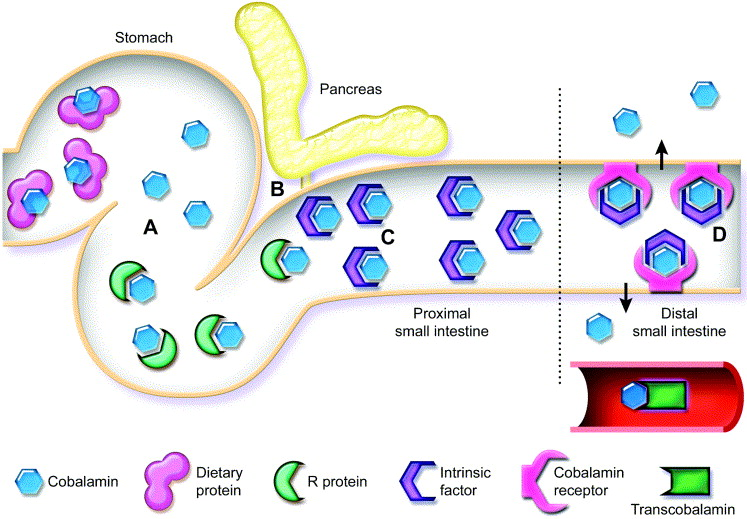 Stomach
Pancreas
B
A
C
D
Proximal
small intestine
Distal
small intestine
Cobalamin
Dietary
protein
R protein
Intrinsic
factor
Cobalamin
receptor
Transcobalamin